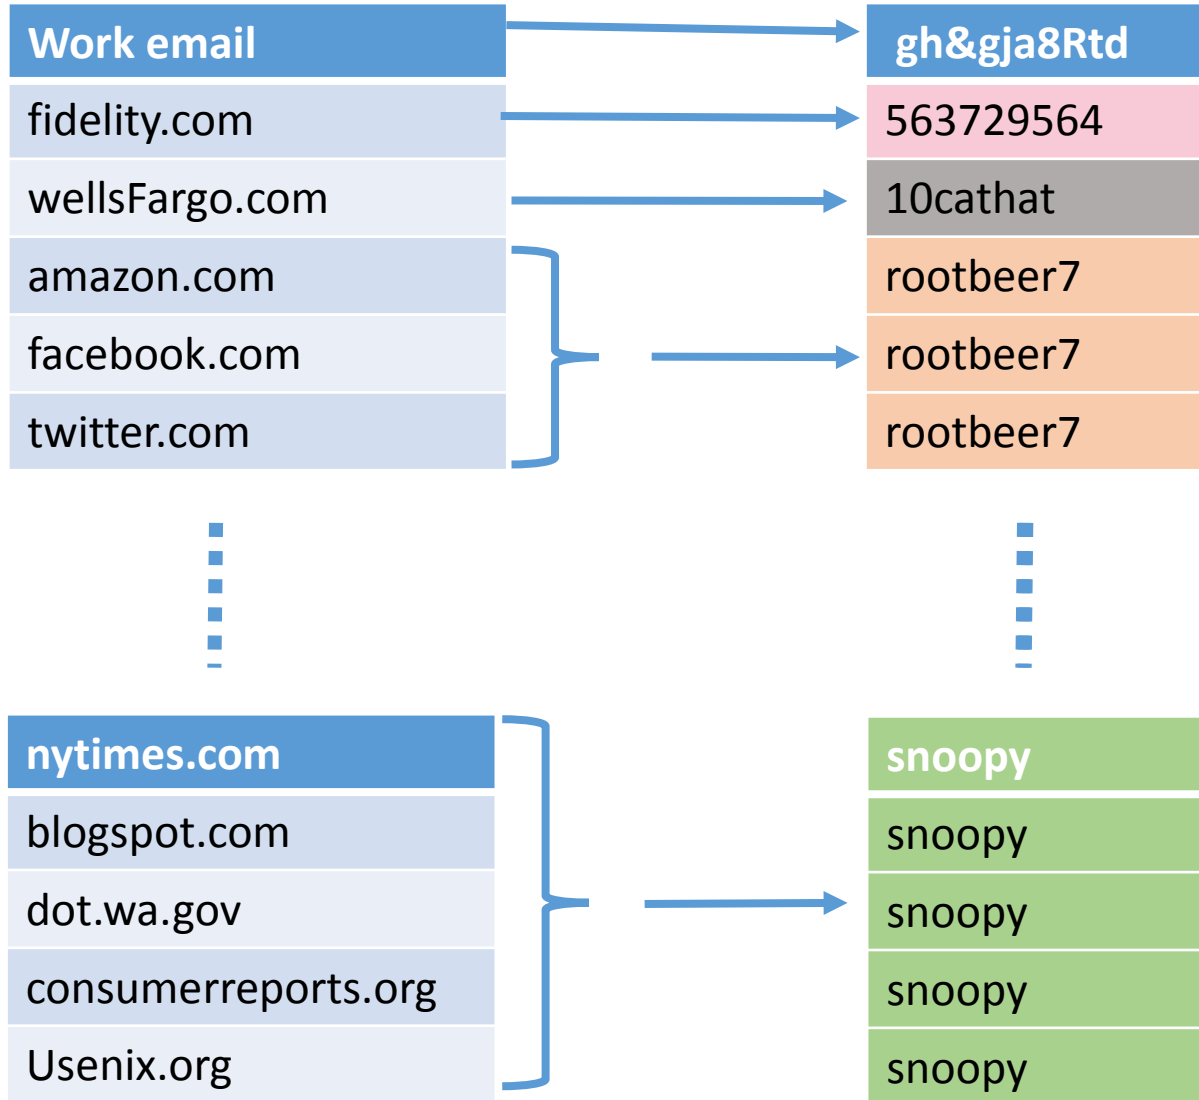 Work email gh&gja8Rtd
fidelity.com 563729564
wellsFargo.com 10cathat
amazon.com rootbeer7
facebook.com rootbeer7
twitter.com rootbeer7
nytimes.com snoopy
blogspot.com snoopy
dot.wa.gov snoopy
consumerreports.org snoopy
Usenix.org snoopy